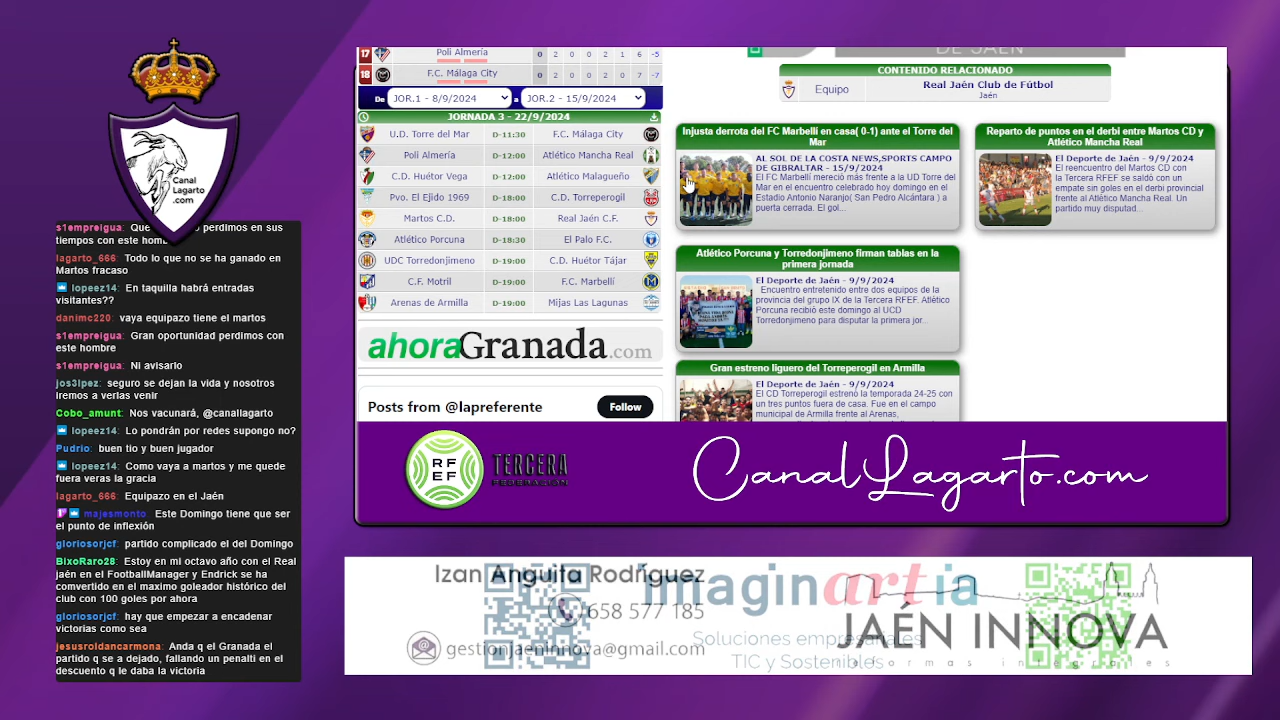 Canal
Lagarto
.com
s1empreigua: Que
perdimos en sus
tiempos con este
lagarto_666: Todo lo que no se ha ganado en
Martos fracaso
lopeez14: En taquilla habrá entradas
visitantes??
danimc220: vaya equipazo tiene el martos
s1empreigua: Gran oportunidad perdimos con
este hombre
s1empreigua: Ni avisarlo
jos3lpez: seguro se dejan la vida y nosotros
iremos a verlas venir
Cobo_amunt: Nos vacunará, @canallagarto
lopeez14: Lo pondrán por redes supongo no?
Pudrio: buen tio y buen jugador
lopeez14: Como vaya a martos y me quede
fuera veras la gracia
lagarto_666: Equipazo en el Jaén
majesmonto: Este Domingo tiene que ser
el punto de inflexión
gloriosorjcf: partido complicado el del Domingo
BixoRaro28: Estoy en mi octavo año con el Real
jaén en el FootballManager y Endrick se ha
convertido en el maximo goleador histórico del
club con 100 goles por ahora
gloriosorjcf: hay que empezar a encadenar
victorias como sea
jesusroldancarmona: Anda q el Granada el
partido q se a dejado, fallando un penalti en el
descuento q le daba la victoria
17 Poli Almería 0 2 0 0 2 1 6 -5
18 F.C. Málaga City 0 2 0 0 2 0 7 -7
De JOR.1 - 8/9/2024 a JOR.2 - 15/9/2024
JORNADA 3 - 22/9/2024
U.D. Torre del Mar D-11:30 F.C. Málaga City
Poli Almería D-12:00 Atlético Mancha Real
C.D. Huétor Vega D-12:00 Atlético Malagueño
Pvo. El Ejido 1969 D-18:00 C.D. Torreperogil
Martos C.D. D-18:00 Real Jaén C.F.
Atlético Porcuna D-18:30 El Palo F.C.
UDC Torredonjimeno D-19:00 C.D. Huétor Tájar
C.F. Motril D-19:00 F.C. Marbellí
Arenas de Armilla D-19:00 Mijas Las Lagunas
ahoraGranada.com
Posts from @lapreferente
Follow
DE JAÉN
CONTENIDO RELACIONADO
Equipo
Real Jaén Club de Fútbol
Jaén
Injusta derrota del FC Marbellí en casa( 0-1) ante el Torre del
Mar
AL SOL DE LA COSTA NEWS,SPORTS CAMPO
DE GIBRALTAR - 15/9/2024
El FC Marbellí mereció más frente a la UD Torre del
Mar en el encuentro celebrado hoy domingo en el
Estadio Antonio Naranjo( San Pedro Alcántara ) a
puerta cerrada. El gol...
Reparto de puntos en el derbi entre Martos CD y
Atlético Mancha Real
El Deporte de Jaén - 9/9/2024
El reencuentro del Martos CD con
la Tercera RFEF se saldó con un
empate sin goles en el derbi provincial
frente al Atlético Mancha Real. Un
partido muy disputad...
Atlético Porcuna y Torredonjimeno firman tablas en la
primera jornada
El Deporte de Jaén - 9/9/2024
Encuentro entretenido entre dos equipos de la
provincia del grupo IX de la Tercera RFEF. Atlético
Porcuna recibió este domingo al UCD
Torredonjimeno para disputar la primera jor...
Gran estreno liguero del Torreperogil en Armilla
El Deporte de Jaén - 9/9/2024
El CD Torreperogil estrenó la temporada 24-25 con
un tres puntos fuera de casa. Fue en el campo
municipal de Armilla frente al Arenas,
RF
EF
TERCERA
FEDERACIÓN
CanalLagarto.com
Izan Anguita Rodríguez
658 577 185
gestionjaeninnova@gmail.com
imaginartia
Soluciones empresariales
TIC y Sostenibles
JAÉN INNOVA
reformas integrales